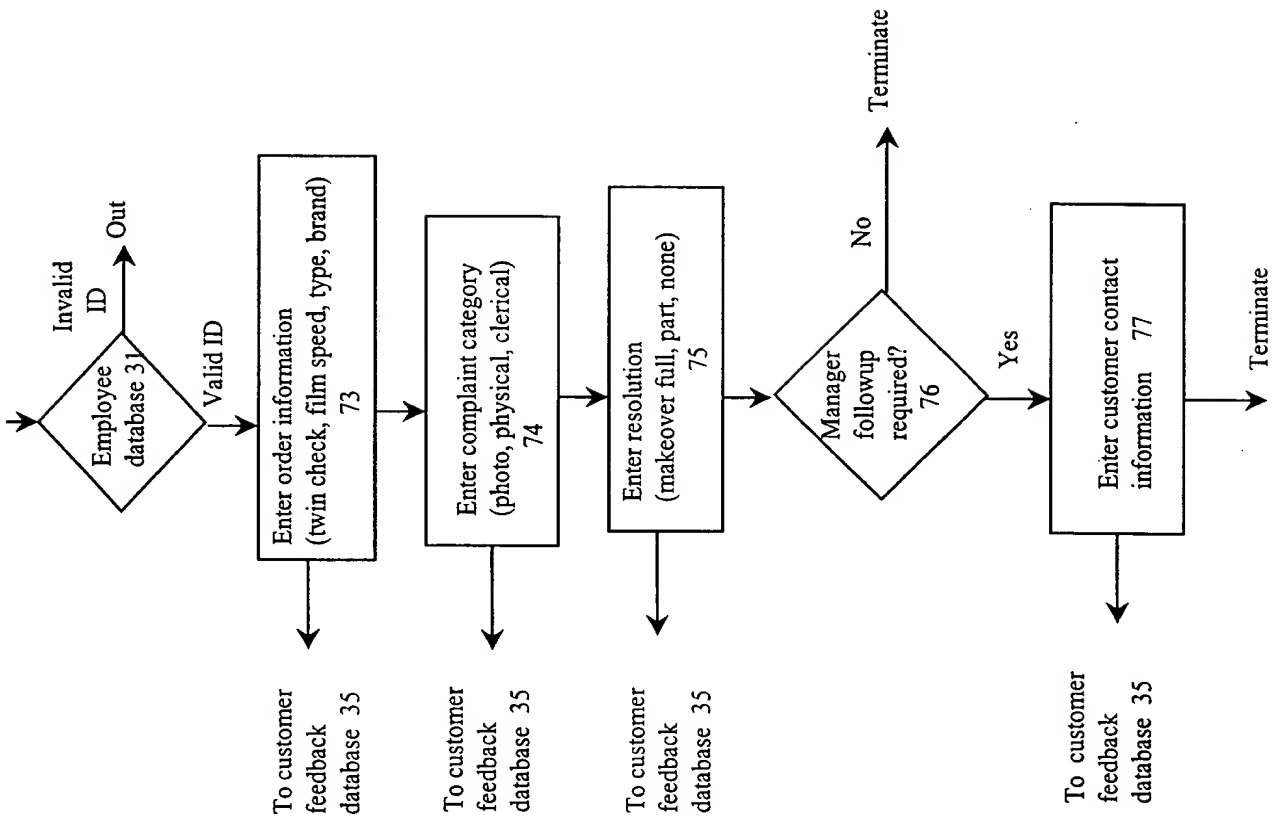 Employee
database 31
Invalid
ID
Out
Valid ID
Enter order information
(twin check, film speed, type, brand)
73
To customer
feedback
database 35
Enter complaint category
(photo, physical, clerical)
74
To customer
feedback
database 35
Enter resolution
(makeover full, part, none)
75
To customer
feedback
database 35
Manager
followup
required?
76
No
Terminate
Yes
Enter customer contact
information 77
To customer
feedback
database 35
Terminate